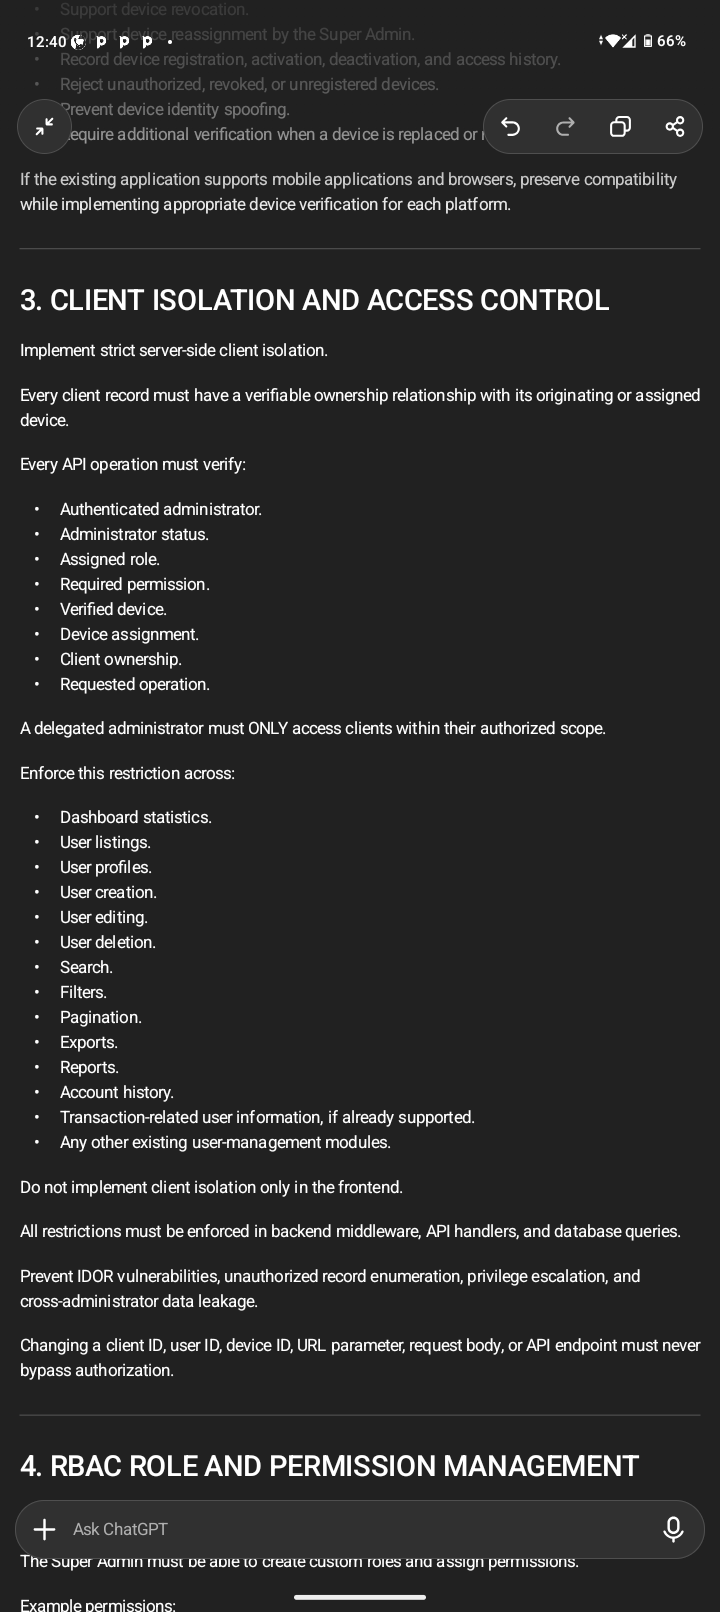 Support device revocation.
Support device reassignment by the Super Admin.
12:40
66%
Record device registration, activation, deactivation, and access history.
Reject unauthorized, revoked, or unregistered devices.
Prevent device identity spoofing.
equire additional verification when a device is replaced or
If the existing application supports mobile applications and browsers, preserve compatibility
while implementing appropriate device verification for each platform.
3. CLIENT ISOLATION AND ACCESS CONTROL
Implement strict server-side client isolation.
Every client record must have a verifiable ownership relationship with its originating or assigned
device.
Every API operation must verify:
• Authenticated administrator.
• Administrator status.
• Assigned role.
• Required permission.
• Verified device.
• Device assignment.
• Client ownership.
• Requested operation.
A delegated administrator must ONLY access clients within their authorized scope.
Enforce this restriction across:
• Dashboard statistics.
• User listings.
• User profiles.
• User creation.
• User editing.
• User deletion.
• Search.
• Filters.
• Pagination.
• Exports.
• Reports.
• Account history.
• Transaction-related user information, if already supported.
• Any other existing user-management modules.
Do not implement client isolation only in the frontend.
All restrictions must be enforced in backend middleware, API handlers, and database queries.
Prevent IDOR vulnerabilities, unauthorized record enumeration, privilege escalation, and
cross-administrator data leakage.
Changing a client ID, user ID, device ID, URL parameter, request body, or API endpoint must never
bypass authorization.
4. RBAC ROLE AND PERMISSION MANAGEMENT
Ask ChatGPT
The Super Admin must be able to create custom roles and assign permissions.
Example permissions: